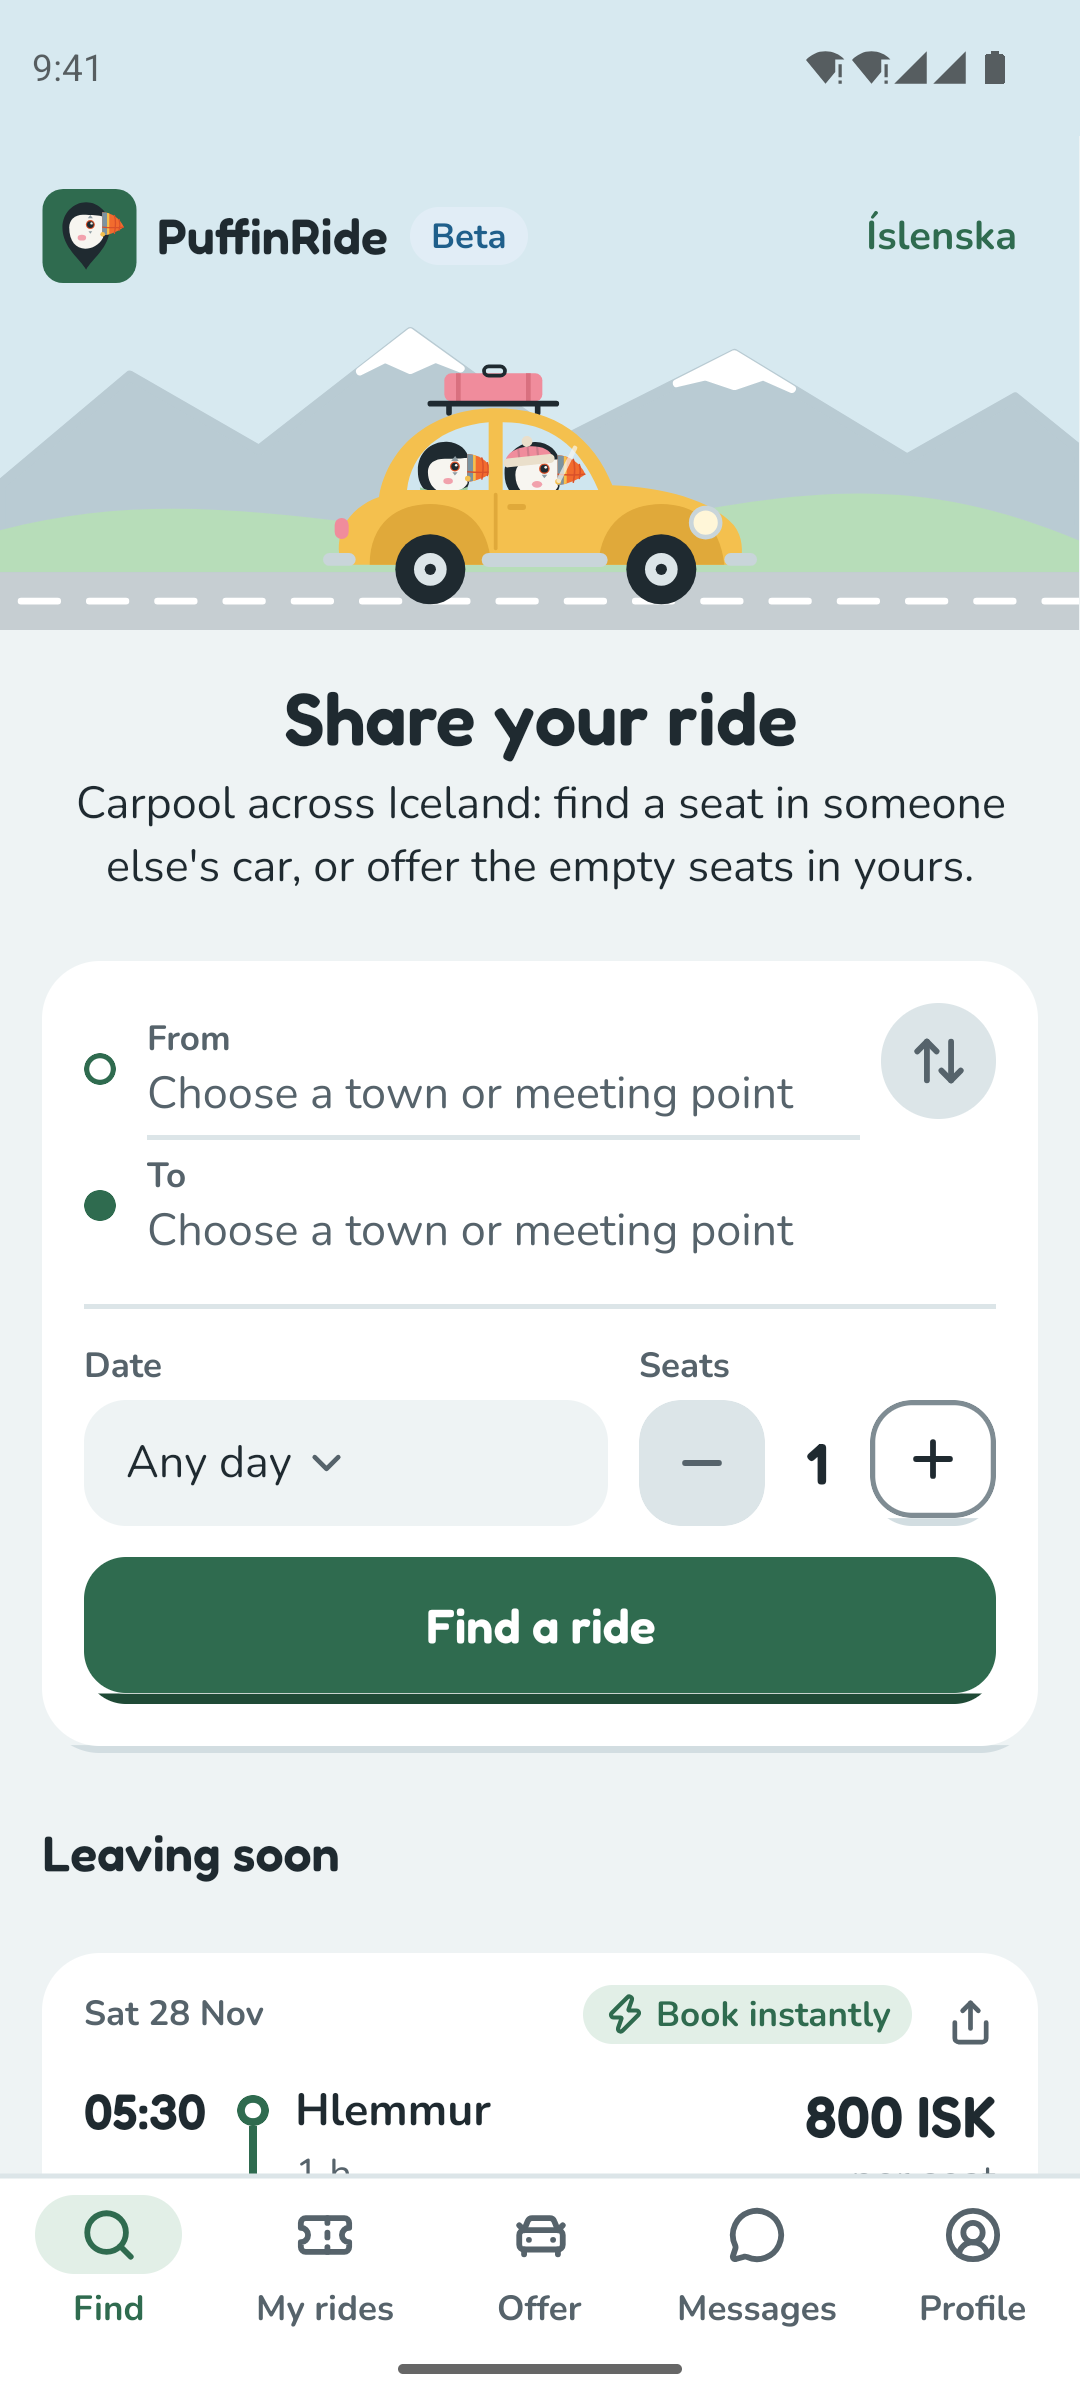 9:41
PuffinRide
Beta
Íslenska
Share your ride
Carpool across Iceland: find a seat in someone
else's car, or offer the empty seats in yours.
From
Choose a town or meeting point
To
Choose a town or meeting point
Date
Seats
Any day
1
Find a ride
Leaving soon
Sat 28 Nov
Book instantly
05:30
Hlemmur
800 ISK
1 h
Find
My rides
Offer
Messages
Profile